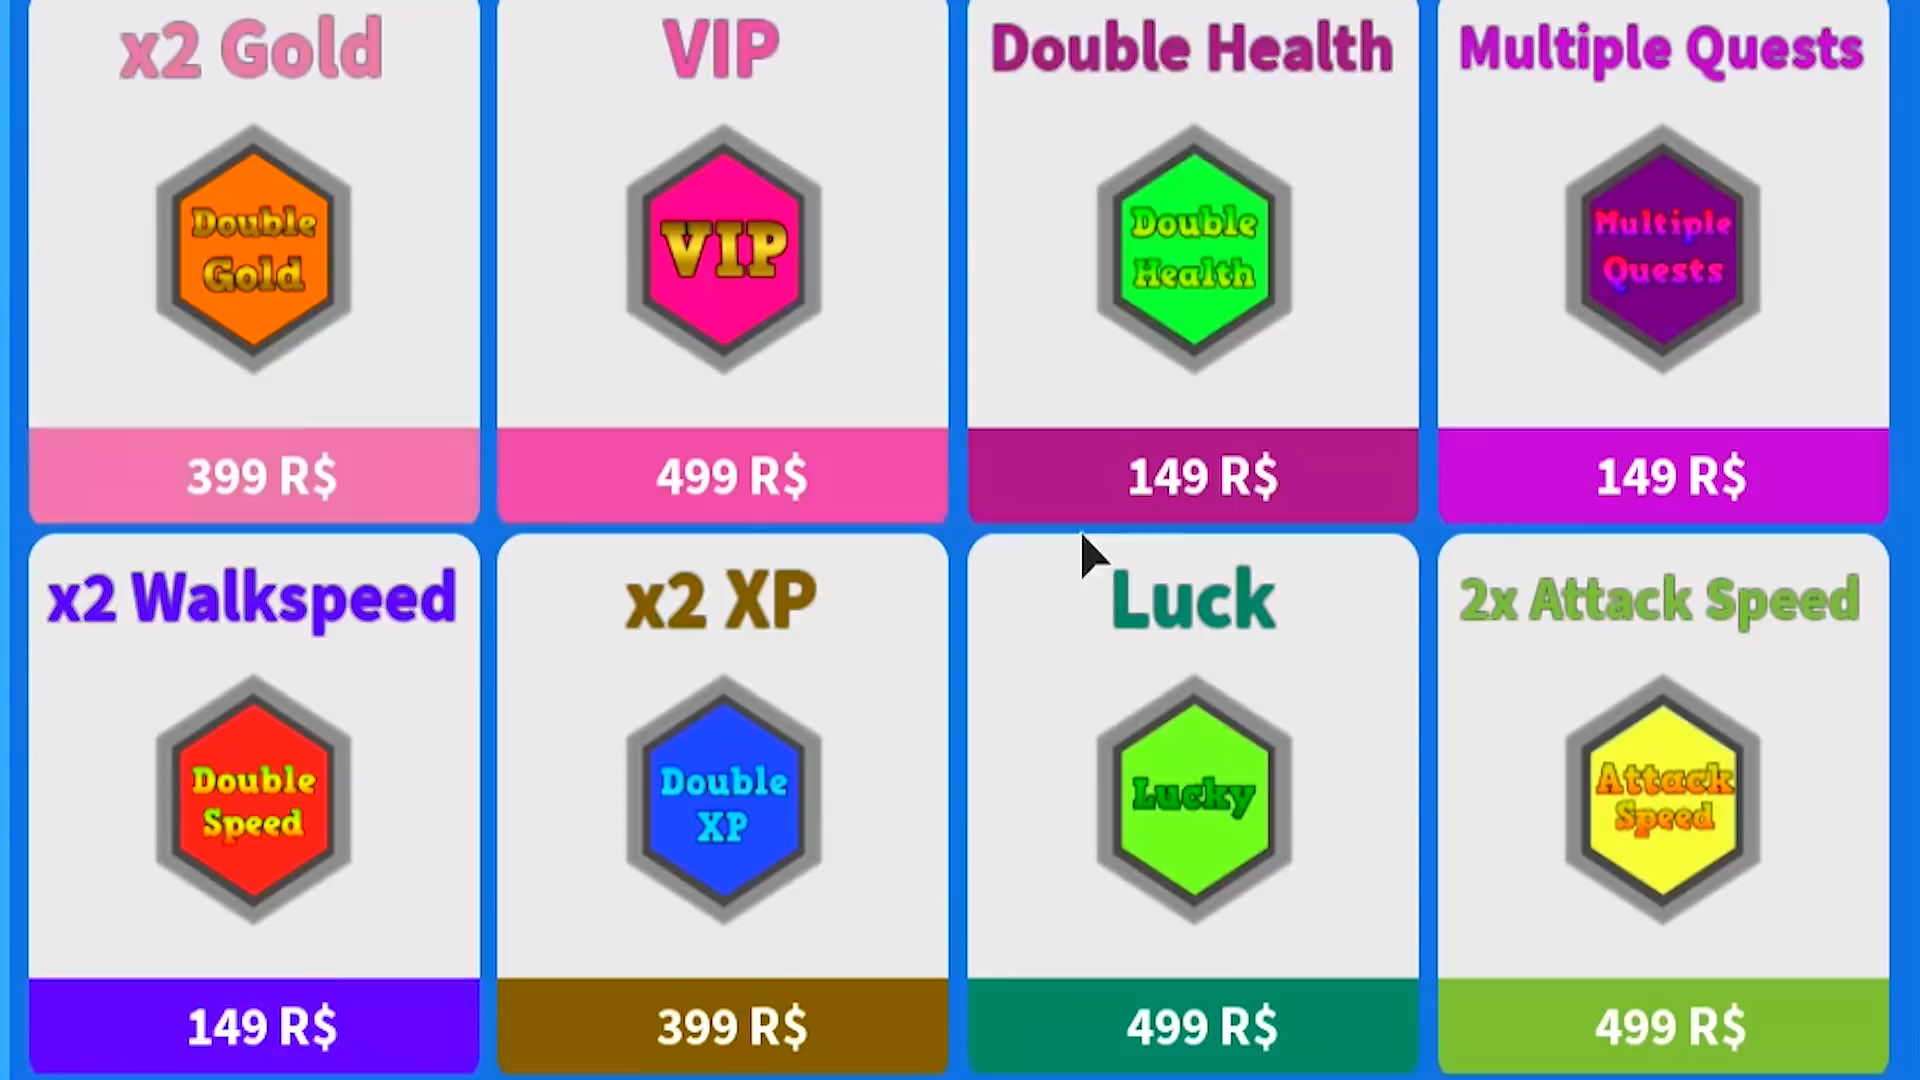 x2 Gold
VIP
Double Health
Multiple Quests
Double
Gold
VIP
Double
Health
Multiple
Quests
399 R$
499 R$
149 R$
149 R$
x2 Walkspeed
x2 XP
Luck
2x Attack Speed
Double
Speed
Double
XP
Lucky
Attack
Speed
149 R$
399 R$
499 R$
499 R$